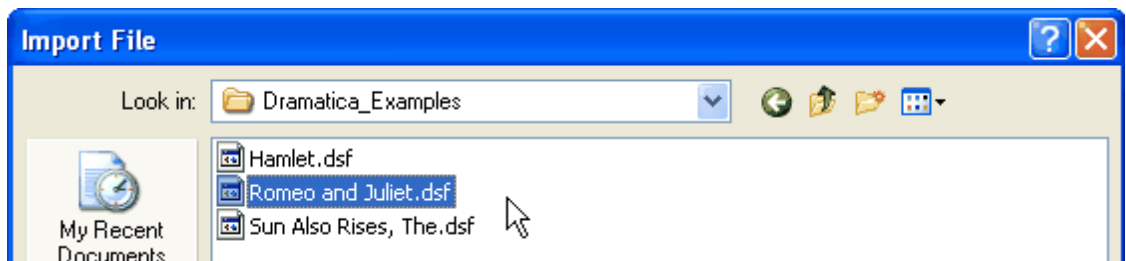 Import File
Look in: Dramatica_Examples
Hamlet.dsf
Romeo and Juliet.dsf
Sun Also Rises, The.dsf
My Recent
Documents